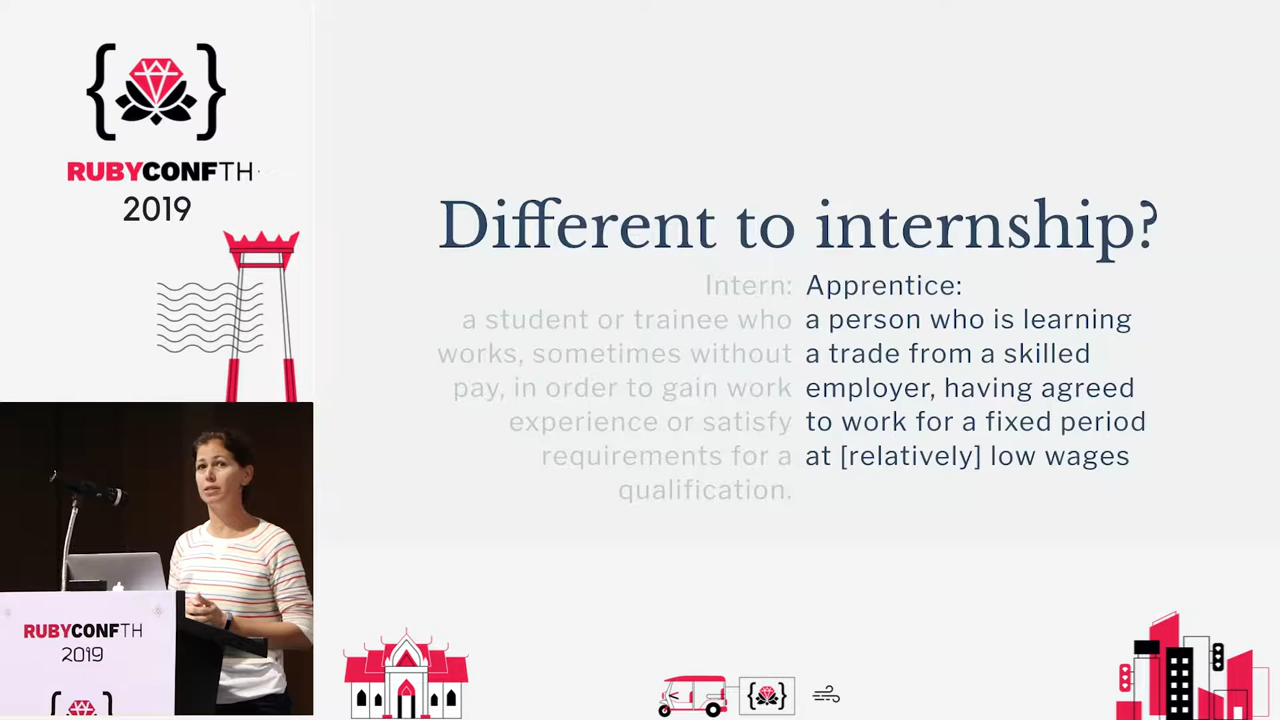 RUBYCONFTH
2019
Different to internship?
Intern:
a student or trainee who
works, sometimes without
pay, in order to gain work
experience or satisfy
requirements for a
qualification.
Apprentice:
a person who is learning
a trade from a skilled
employer, having agreed
to work for a fixed period
at [relatively] low wages
RUBYCONFTH
2019